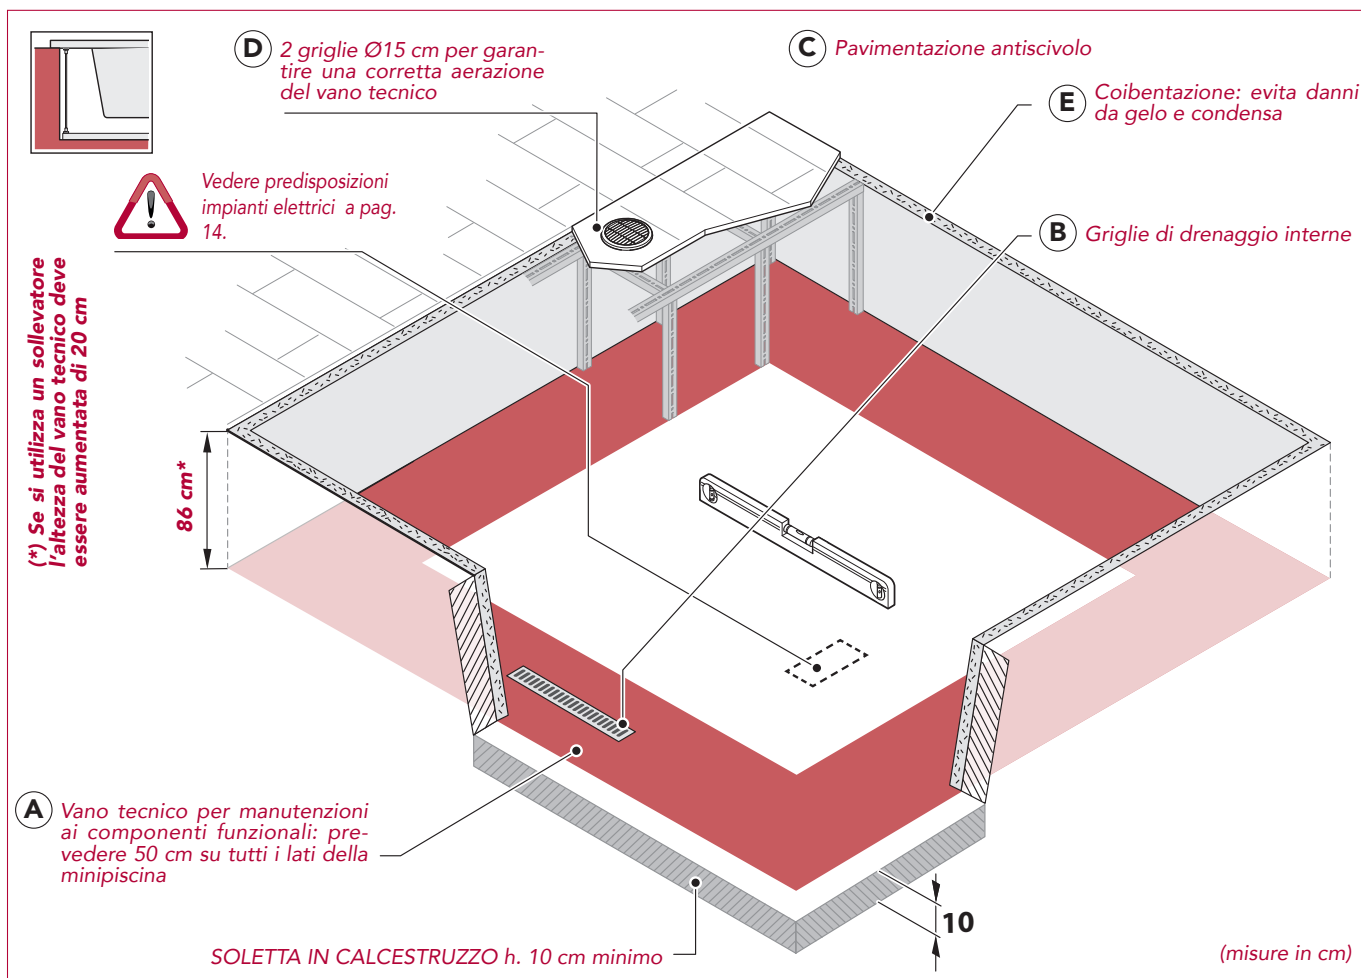 D
2 griglie Ø15 cm per garan-
tire una corretta aerazione
del vano tecnico
C
Pavimentazione antiscivolo
E
Coibentazione: evita danni
da gelo e condensa
Vedere predisposizioni
impianti elettrici a pag.
14.
B
Griglie di drenaggio interne
(*) Se si utilizza un sollevatore
l'altezza del vano tecnico deve
essere aumentata di 20 cm
86 cm*
A
Vano tecnico per manutenzioni
ai componenti funzionali: pre-
vedere 50 cm su tutti i lati della
minipiscina
10
SOLETTA IN CALCESTRUZZO h. 10 cm minimo
(misure in cm)